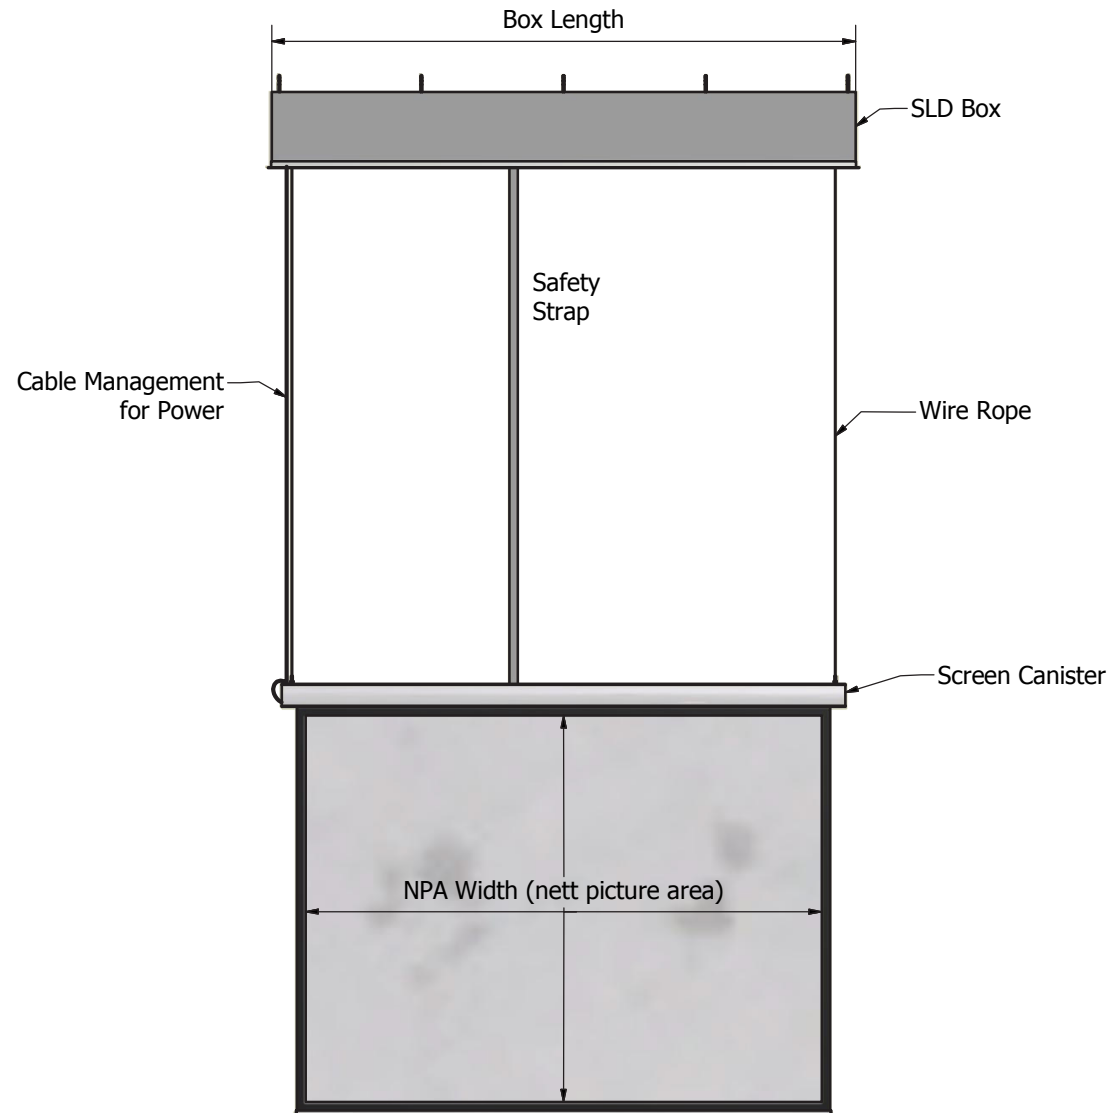 Box Length
SLD Box
Safety
Strap
Cable Management
for Power
Wire Rope
Screen Canister
NPA Width (nett picture area)